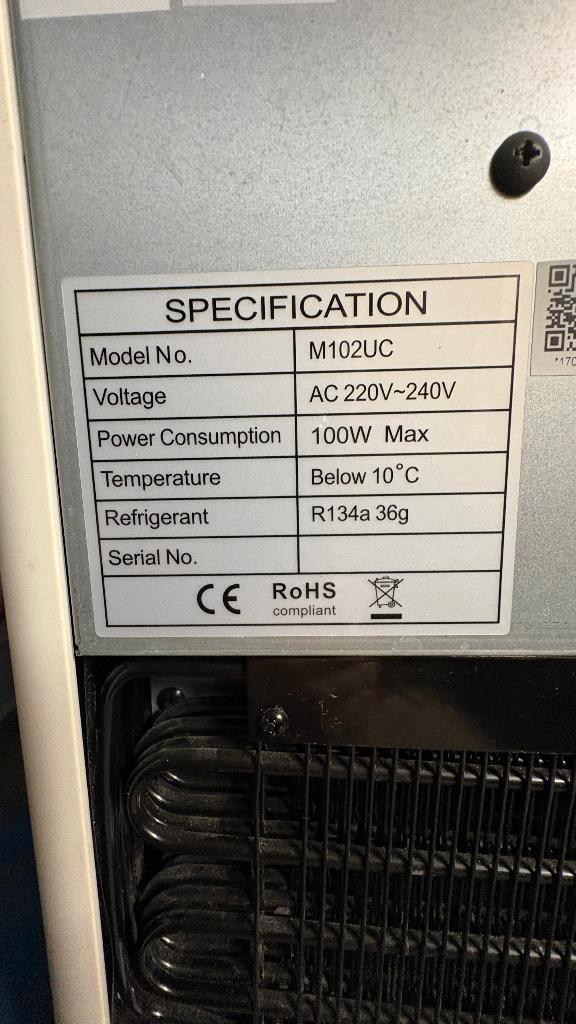 SPECIFICATION
Model No. M102UC
Voltage AC 220V~240V
Power Consumption 100W Max
Temperature Below 10°C
Refrigerant R134a 36g
Serial No.
CE RoHS
compliant
*170